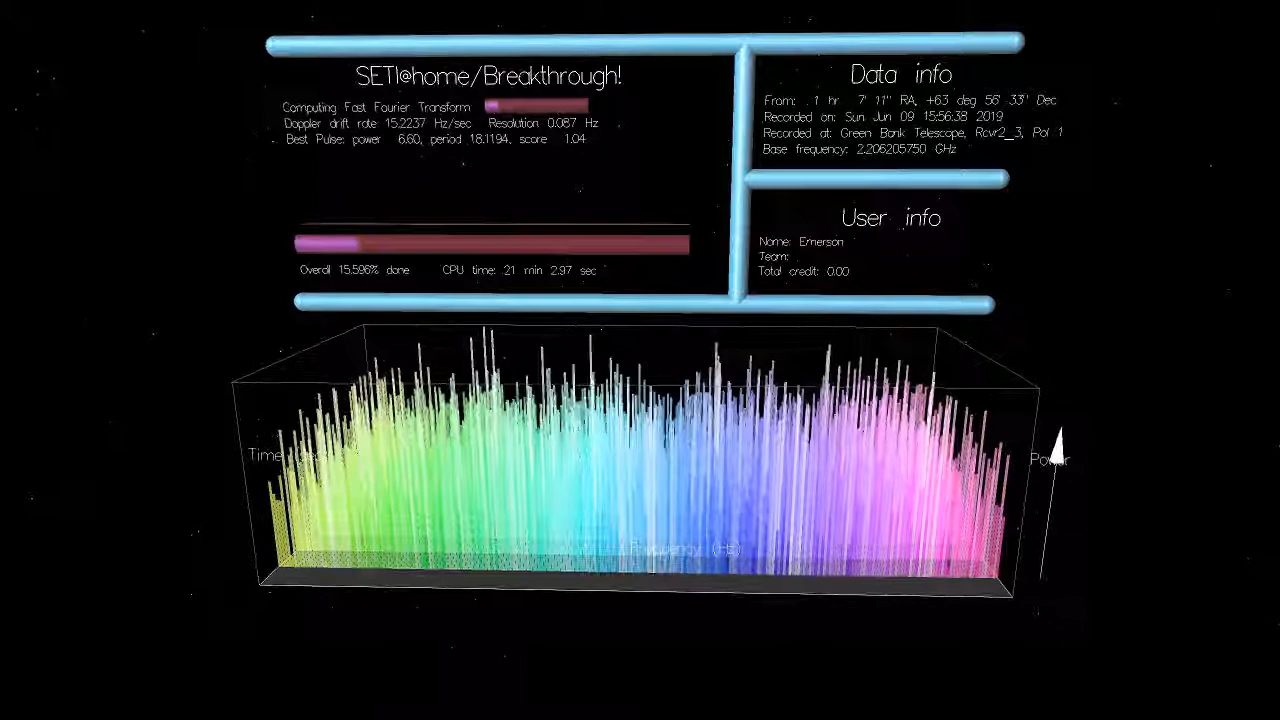 SETI@home/Breakthrough!
Computing Fast Fourier Transform
Doppler drift rate 15.2237 Hz/sec Resolution 0.087 Hz
Best Pulse: power 6.60, period 18.1194, score 1.04
Overall 15.596% done CPU time: 21 min 2.97 sec
Data info
From: 1 hr 7' 11" RA, +63 deg 56' 33" Dec
Recorded on: Sun Jun 09 15:56:38 2019
Recorded at: Green Bank Telescope, Rcvr2_3, Pol 1
Base frequency: 2.206205750 GHz
User info
Name: Emerson
Team:
Total credit: 0.00
Time
Power
Frequency (Hz)